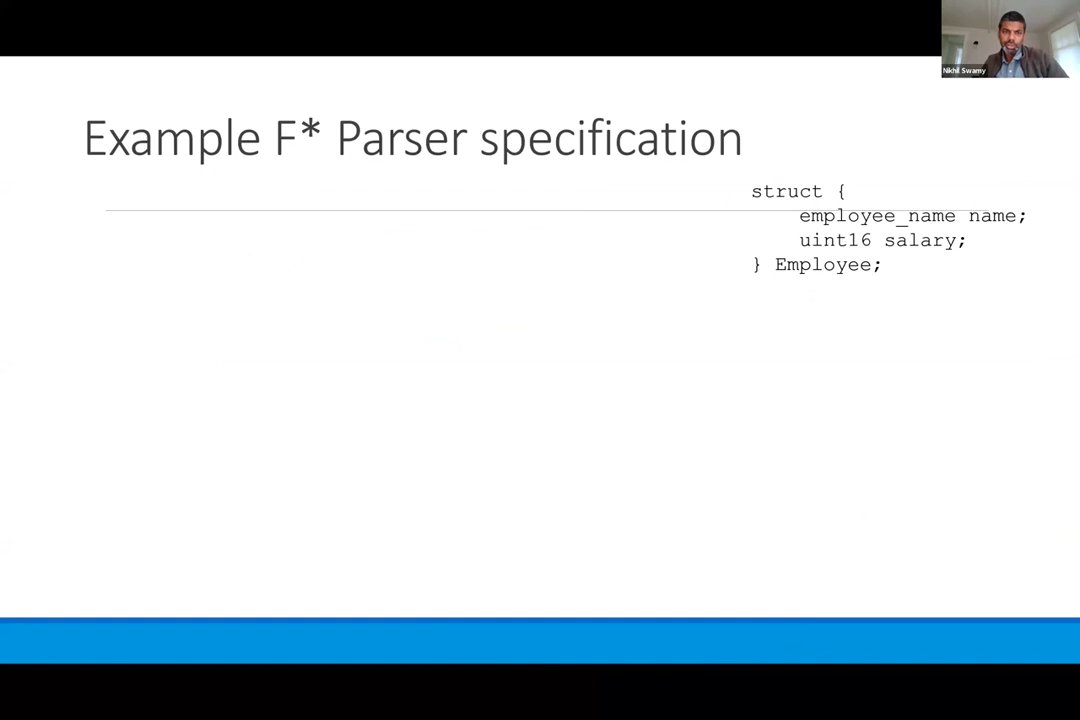 Nikhil Swamy
Example F* Parser specification
struct {
employee_name name;
uint16 salary;
} Employee;